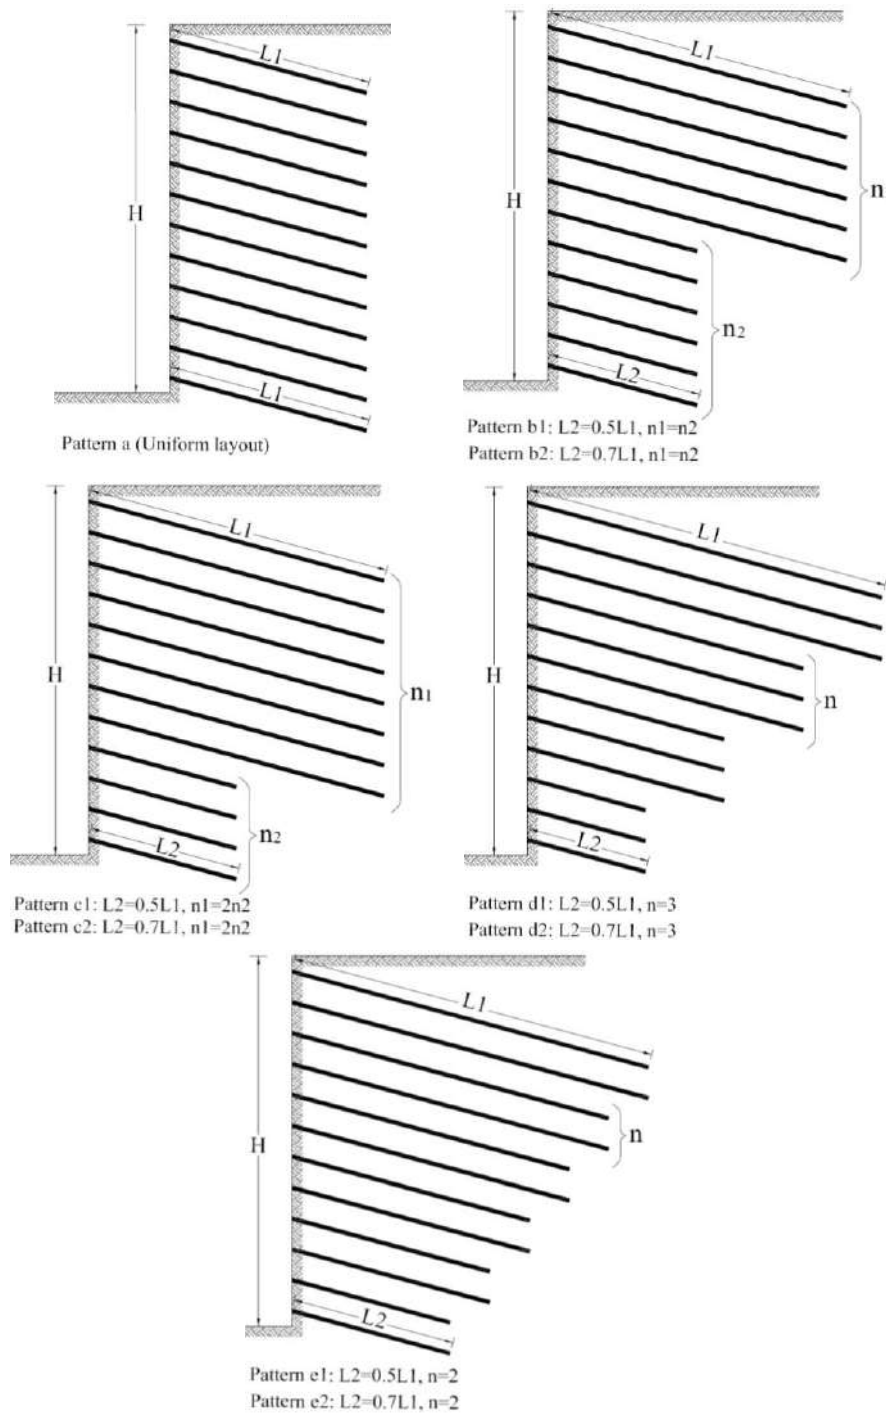 L1
H
L1
Pattern a (Uniform layout)
L1
H
n
n2
L2
Pattern b1: L2=0.5L1, n1=n2
Pattern b2: L2=0.7L1, n1=n2
L1
H
n1
n2
L2
Pattern c1: L2=0.5L1, n1=2n2
Pattern c2: L2=0.7L1, n1=2n2
L1
H
n
L2
Pattern d1: L2=0.5L1, n=3
Pattern d2: L2=0.7L1, n=3
L1
H
n
L2
Pattern e1: L2=0.5L1, n=2
Pattern e2: L2=0.7L1, n=2